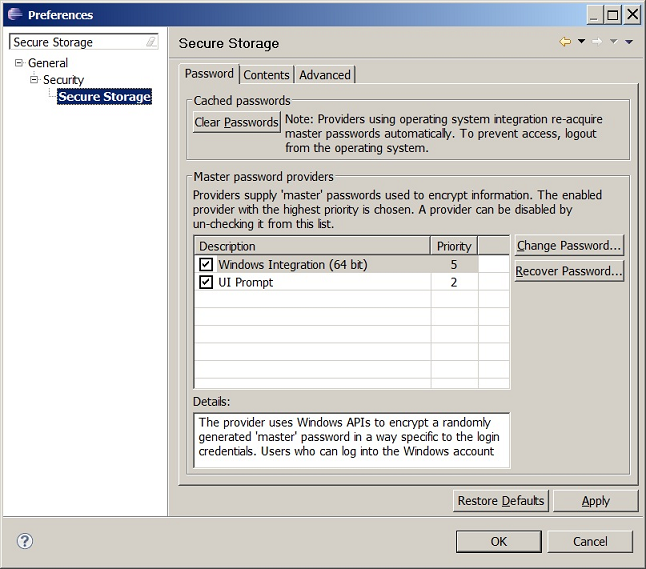 Preferences
Secure Storage
General
Security
Secure Storage
Secure Storage
Password
Contents
Advanced
Cached passwords
Clear Passwords
Note: Providers using operating system integration re-acquire
master passwords automatically. To prevent access, logout
from the operating system.
Master password providers
Providers supply 'master' passwords used to encrypt information. The enabled
provider with the highest priority is chosen. A provider can be disabled by
un-checking it from this list.
Description Priority
Windows Integration (64 bit) 5
UI Prompt 2
Change Password...
Recover Password...
Details:
The provider uses Windows APIs to encrypt a randomly
generated 'master' password in a way specific to the login
credentials. Users who can log into the Windows account
Restore Defaults
Apply
?
OK
Cancel